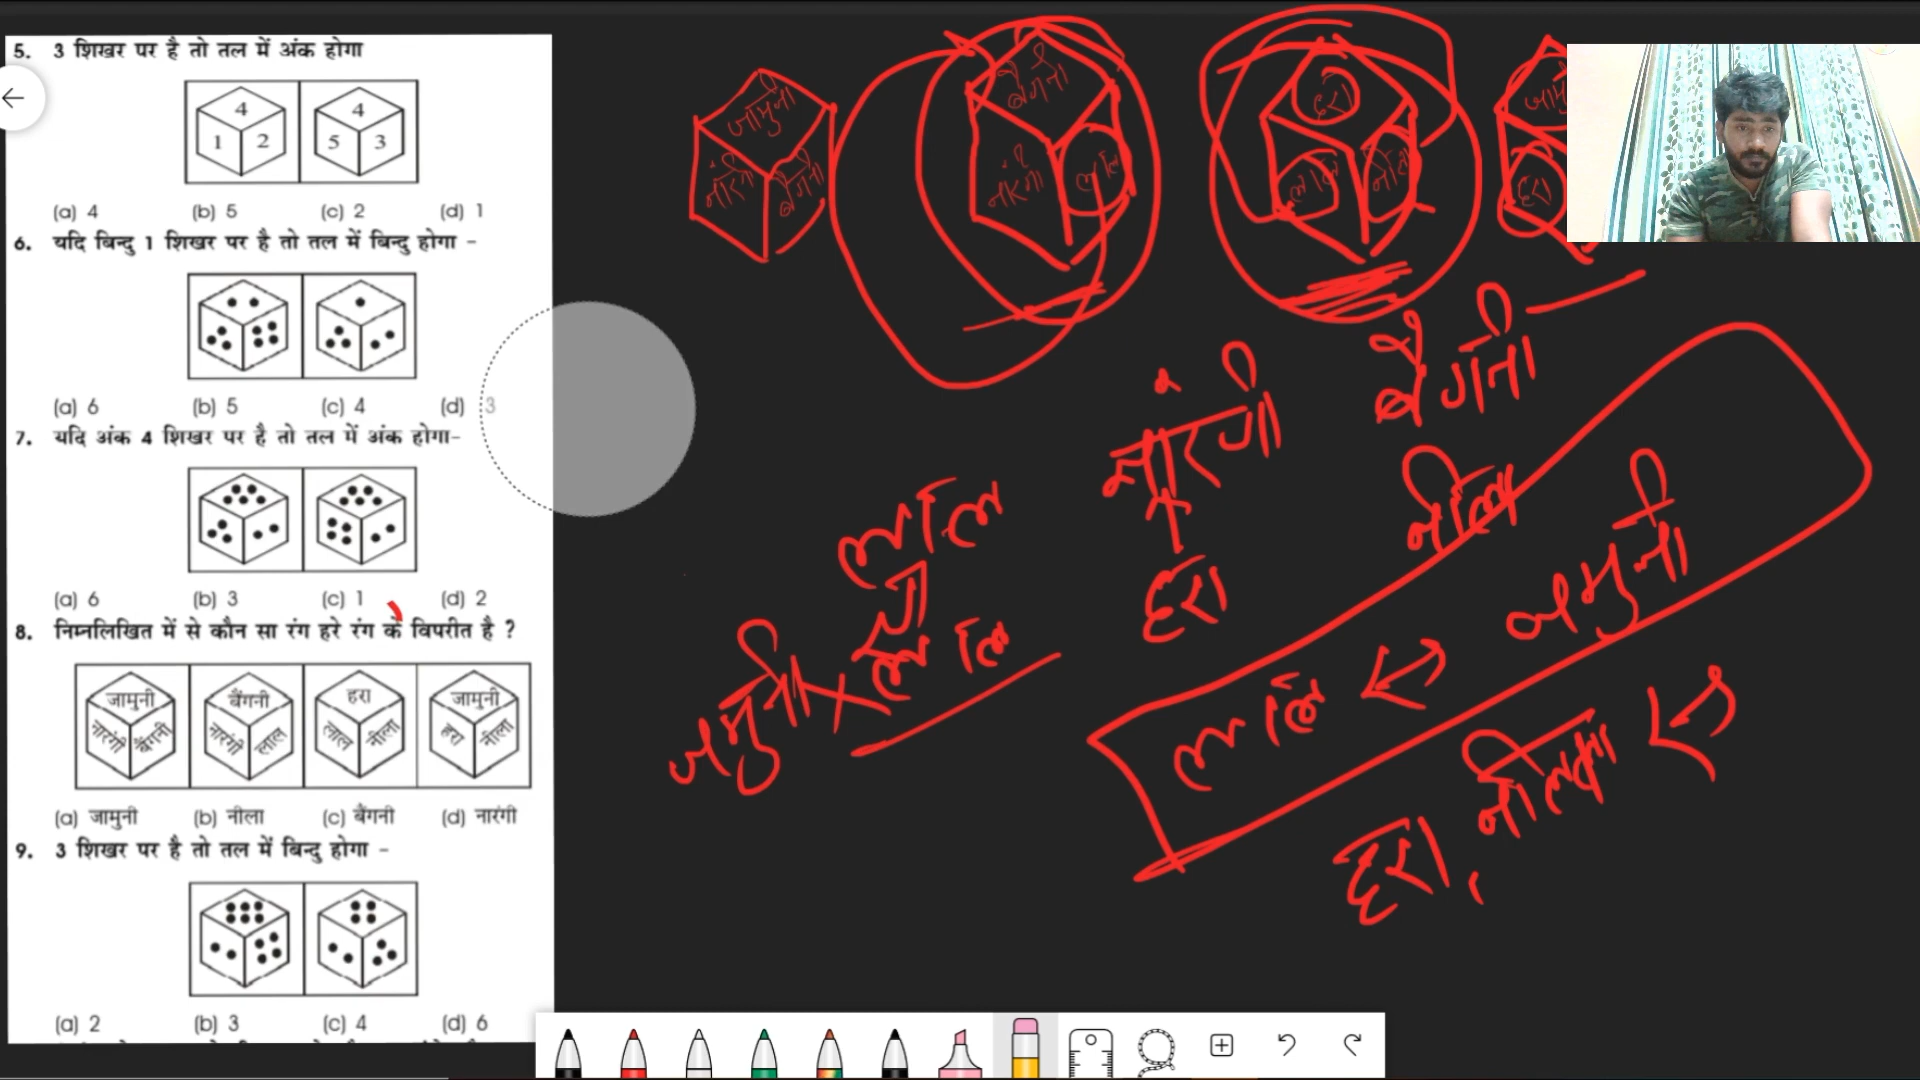 5. 3 शिखर पर है तो तल में अंक होगा
4
1 2
4
5 3
(a) 4 (b) 5 (c) 2 (d) 1
6. यदि बिन्दु 1 शिखर पर है तो तल में बिन्दु होगा -
(a) 6 (b) 5 (c) 4 (d) 3
7. यदि अंक 4 शिखर पर है तो तल में अंक होगा-
(a) 6 (b) 3 (c) 1 (d) 2
8. निम्नलिखित में से कौन सा रंग हरे रंग के विपरीत है ?
जामुनी
नारंगी बैंगनी
बैंगनी
नारंगी लाल
हरा
लाल नीला
जामुनी
हरा नीला
(a) जामुनी (b) नीला (c) बैंगनी (d) नारंगी
9. 3 शिखर पर है तो तल में बिन्दु होगा -
(a) 2 (b) 3 (c) 4 (d) 6
जामुनी
नारंगी बैगनी
बैगनी
नारंगी लाल
हरा
लाल नीला
हरा
बैगनी
नारंगी
नीला
लाल
हरा
लाल
जमुनी
लाल ↔ जमुनी
हरा,